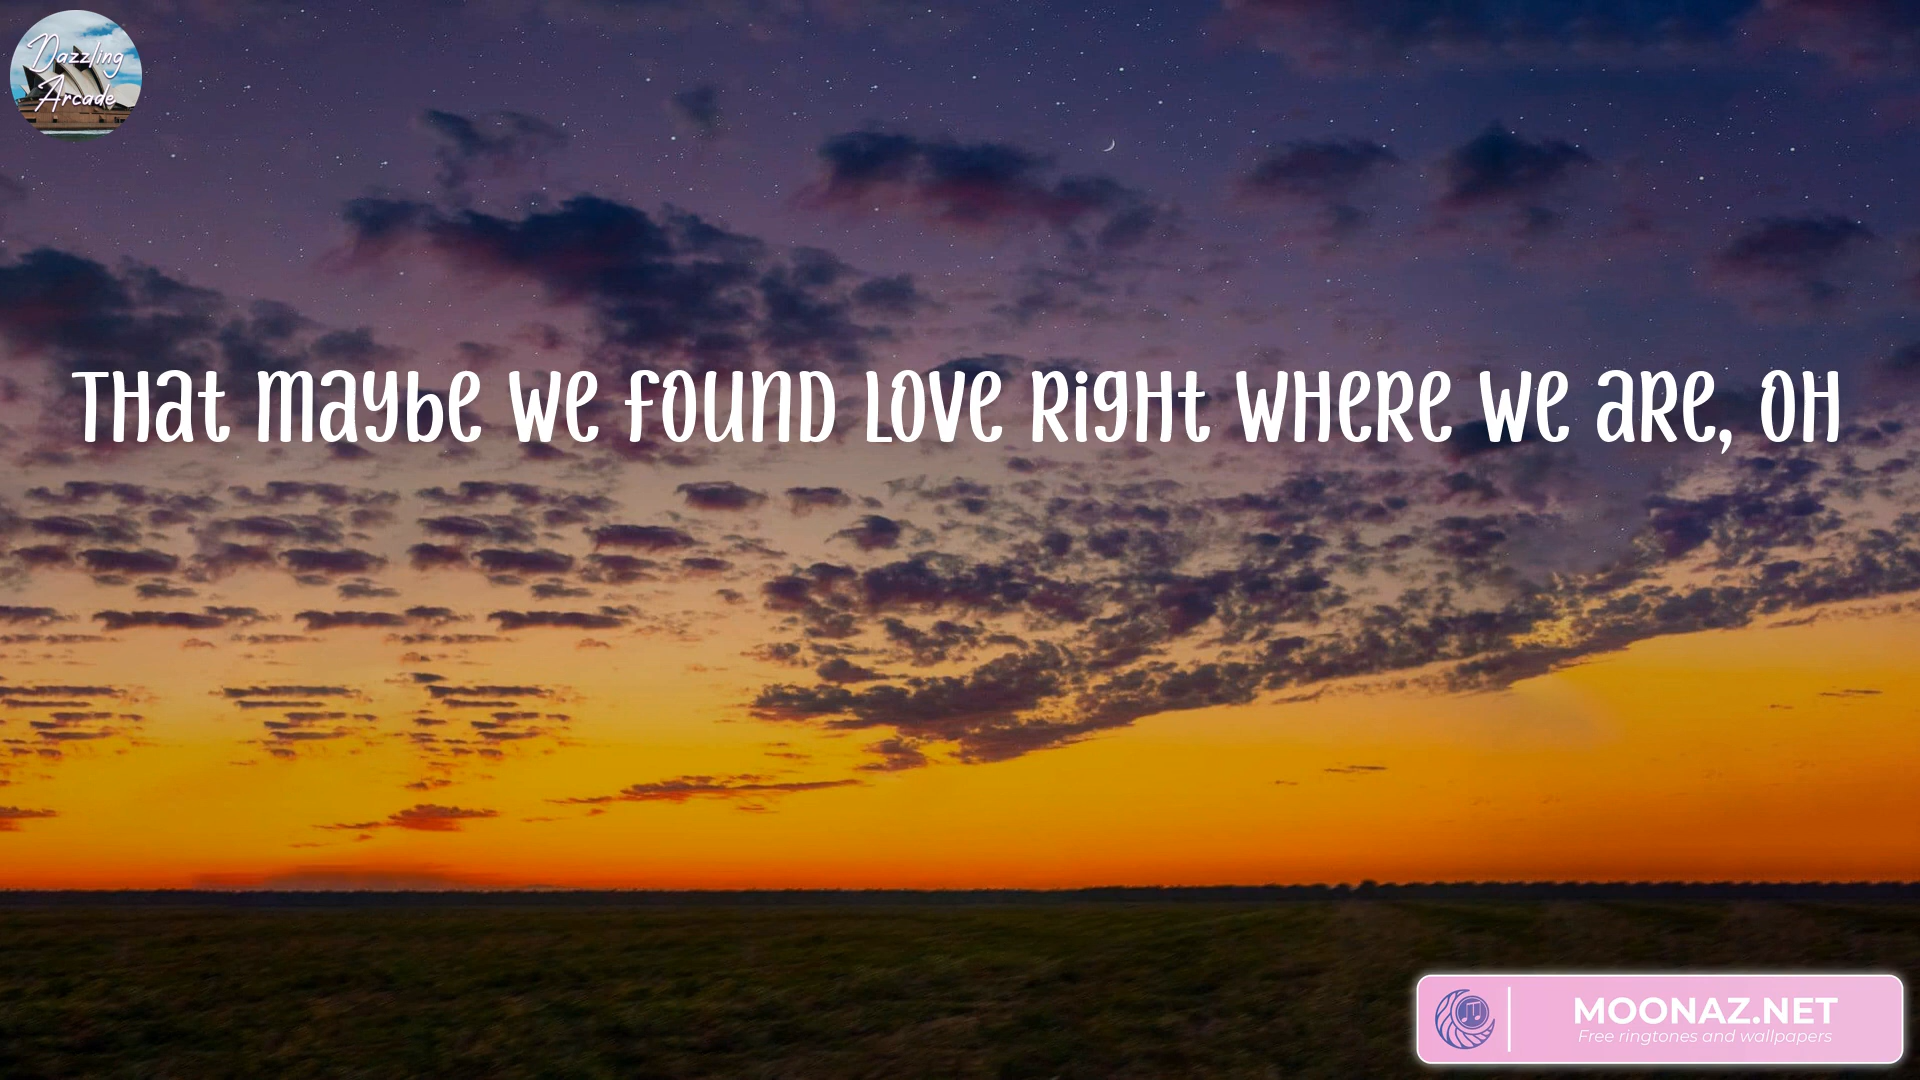 Dazzling
Arcade
That maybe we found love right where we are, oh
MOONAZ.NET
Free ringtones and wallpapers